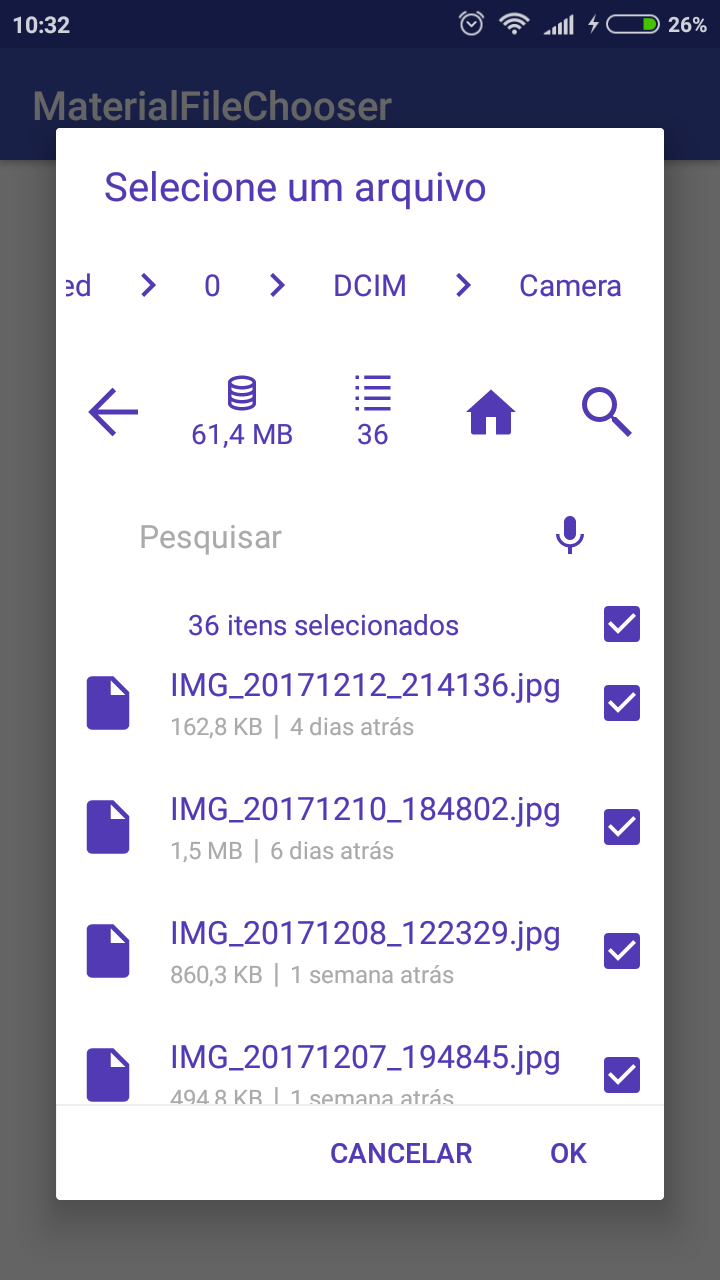 10:32 26%
MaterialFileChooser
Selecione um arquivo
ed 0 DCIM Camera
61,4 MB 36
Pesquisar
36 itens selecionados
IMG_20171212_214136.jpg
162,8 KB | 4 dias atrás
IMG_20171210_184802.jpg
1,5 MB | 6 dias atrás
IMG_20171208_122329.jpg
860,3 KB | 1 semana atrás
IMG_20171207_194845.jpg
494,8 KB | 1 semana atrás
CANCELAR OK